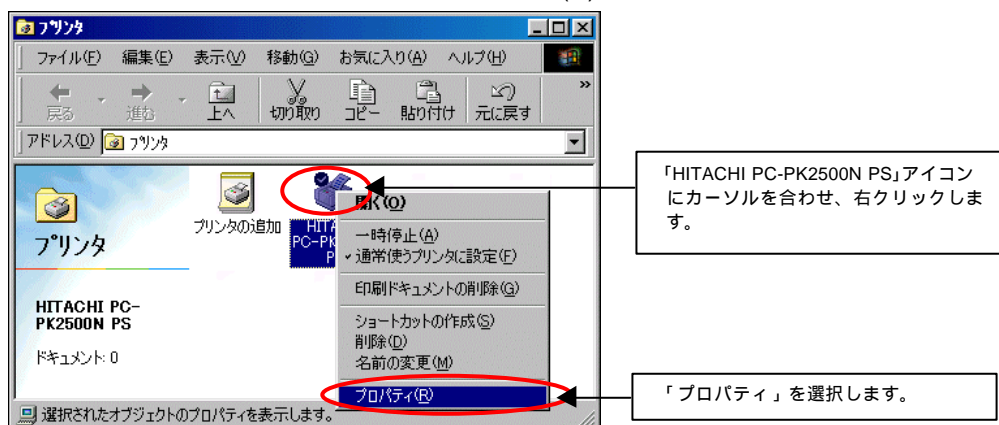 プリンタ
ファイル(F) 編集(E) 表示(V) 移動(G) お気に入り(A) ヘルプ(H)
戻る 進む 上へ 切り取り コピー 貼り付け 元に戻す »
アドレス(D) プリンタ
プリンタ
HITACHI PC-
PK2500N PS
ドキュメント: 0
プリンタの追加
HITA
PC-PK
P
開く(O)
一時停止(A)
通常使うプリンタに設定(F)
印刷ドキュメントの削除(G)
ショートカットの作成(S)
削除(D)
名前の変更(M)
プロパティ(R)
選択されたオブジェクトのプロパティを表示します。
「HITACHI PC-PK2500N PS」アイコン
にカーソルを合わせ、右クリックしま
す。
「プロパティ」を選択します。